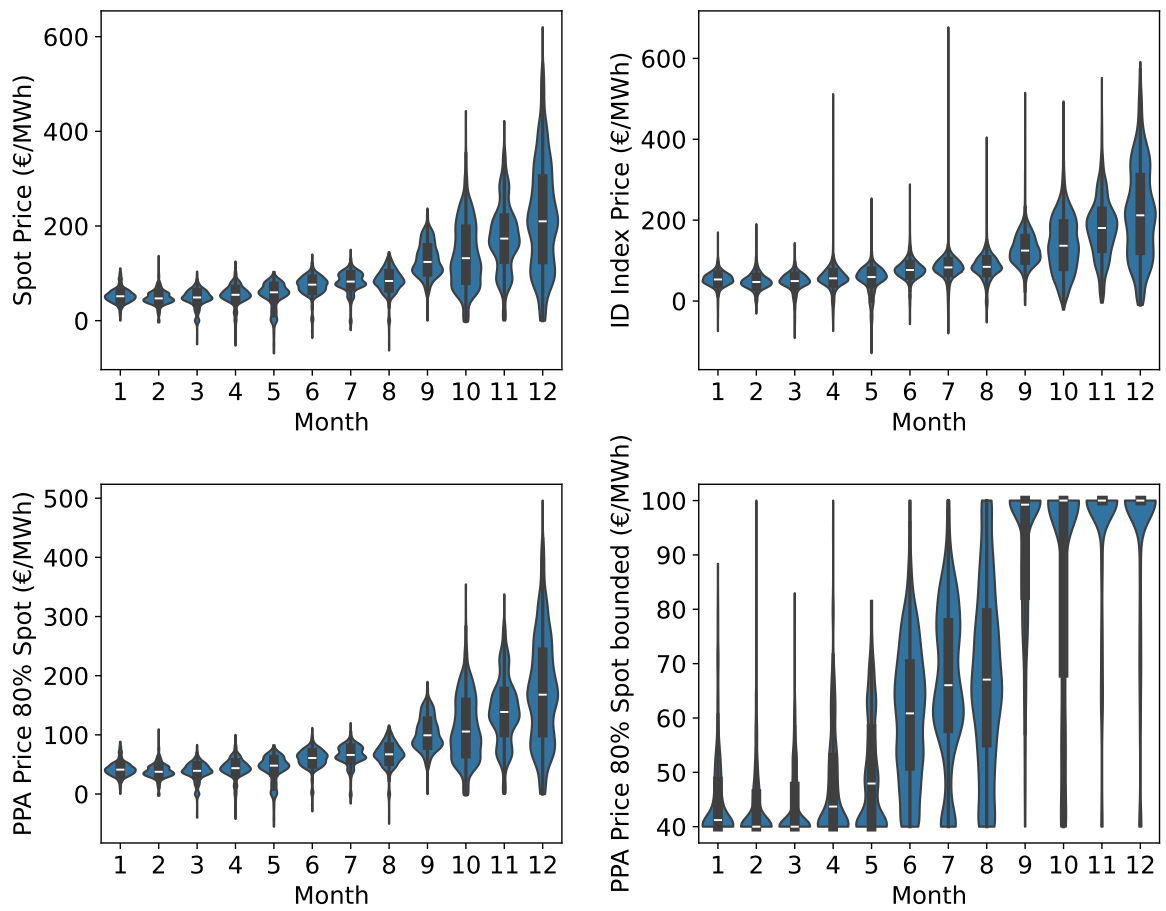 Spot Price (€/MWh)
600
400
200
0
1 2 3 4 5 6 7 8 9 10 11 12
Month
ID Index Price (€/MWh)
600
400
200
0
1 2 3 4 5 6 7 8 9 10 11 12
Month
PPA Price 80% Spot (€/MWh)
500
400
300
200
100
0
1 2 3 4 5 6 7 8 9 10 11 12
Month
PPA Price 80% Spot bounded (€/MWh)
100
90
80
70
60
50
40
1 2 3 4 5 6 7 8 9 10 11 12
Month